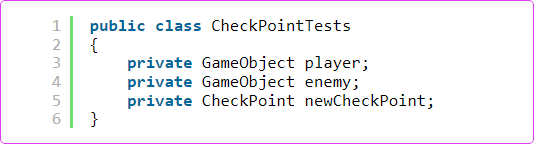 1 public class CheckPointTests
2 {
3     private GameObject player;
4     private GameObject enemy;
5     private CheckPoint newCheckPoint;
6 }